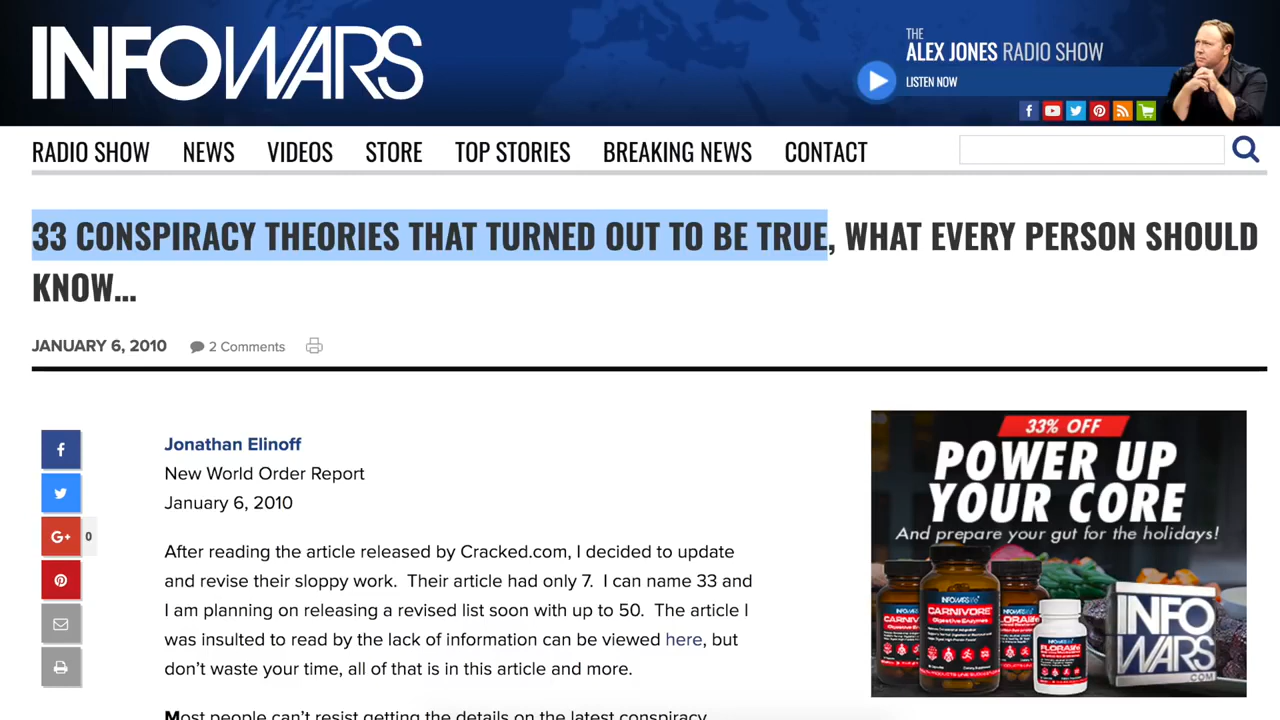 INFOWARS
THE
ALEX JONES RADIO SHOW
LISTEN NOW
RADIO SHOW NEWS VIDEOS STORE TOP STORIES BREAKING NEWS CONTACT
33 CONSPIRACY THEORIES THAT TURNED OUT TO BE TRUE, WHAT EVERY PERSON SHOULD
KNOW...
JANUARY 6, 2010 2 Comments
Jonathan Elinoff
New World Order Report
January 6, 2010
After reading the article released by Cracked.com, I decided to update
and revise their sloppy work. Their article had only 7. I can name 33 and
I am planning on releasing a revised list soon with up to 50. The article I
was insulted to read by the lack of information can be viewed here, but
don't waste your time, all of that is in this article and more.
Most people can't resist getting the details on the latest conspiracy
G+ 0
33% OFF
POWER UP
YOUR CORE
And prepare your gut for the holidays!
CARNIVORE
Digestive Enzymes
INFO
WARS
.COM